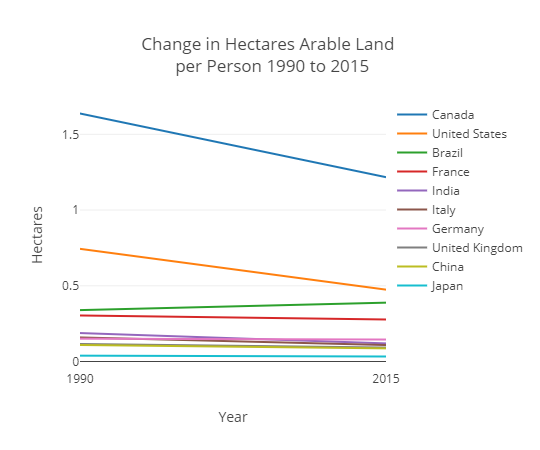 Change in Hectares Arable Land
per Person 1990 to 2015
Hectares
1.5
1
0.5
0
1990
2015
Year
Canada
United States
Brazil
France
India
Italy
Germany
United Kingdom
China
Japan